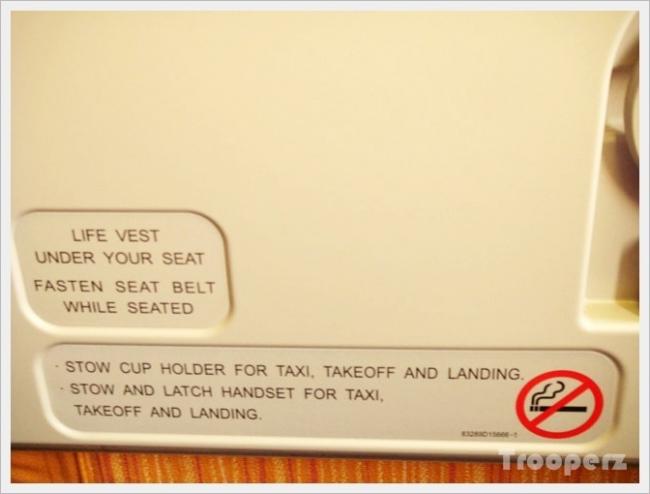 LIFE VEST
UNDER YOUR SEAT
FASTEN SEAT BELT
WHILE SEATED
· STOW CUP HOLDER FOR TAXI, TAKEOFF AND LANDING.
· STOW AND LATCH HANDSET FOR TAXI,
TAKEOFF AND LANDING.
Trooperz